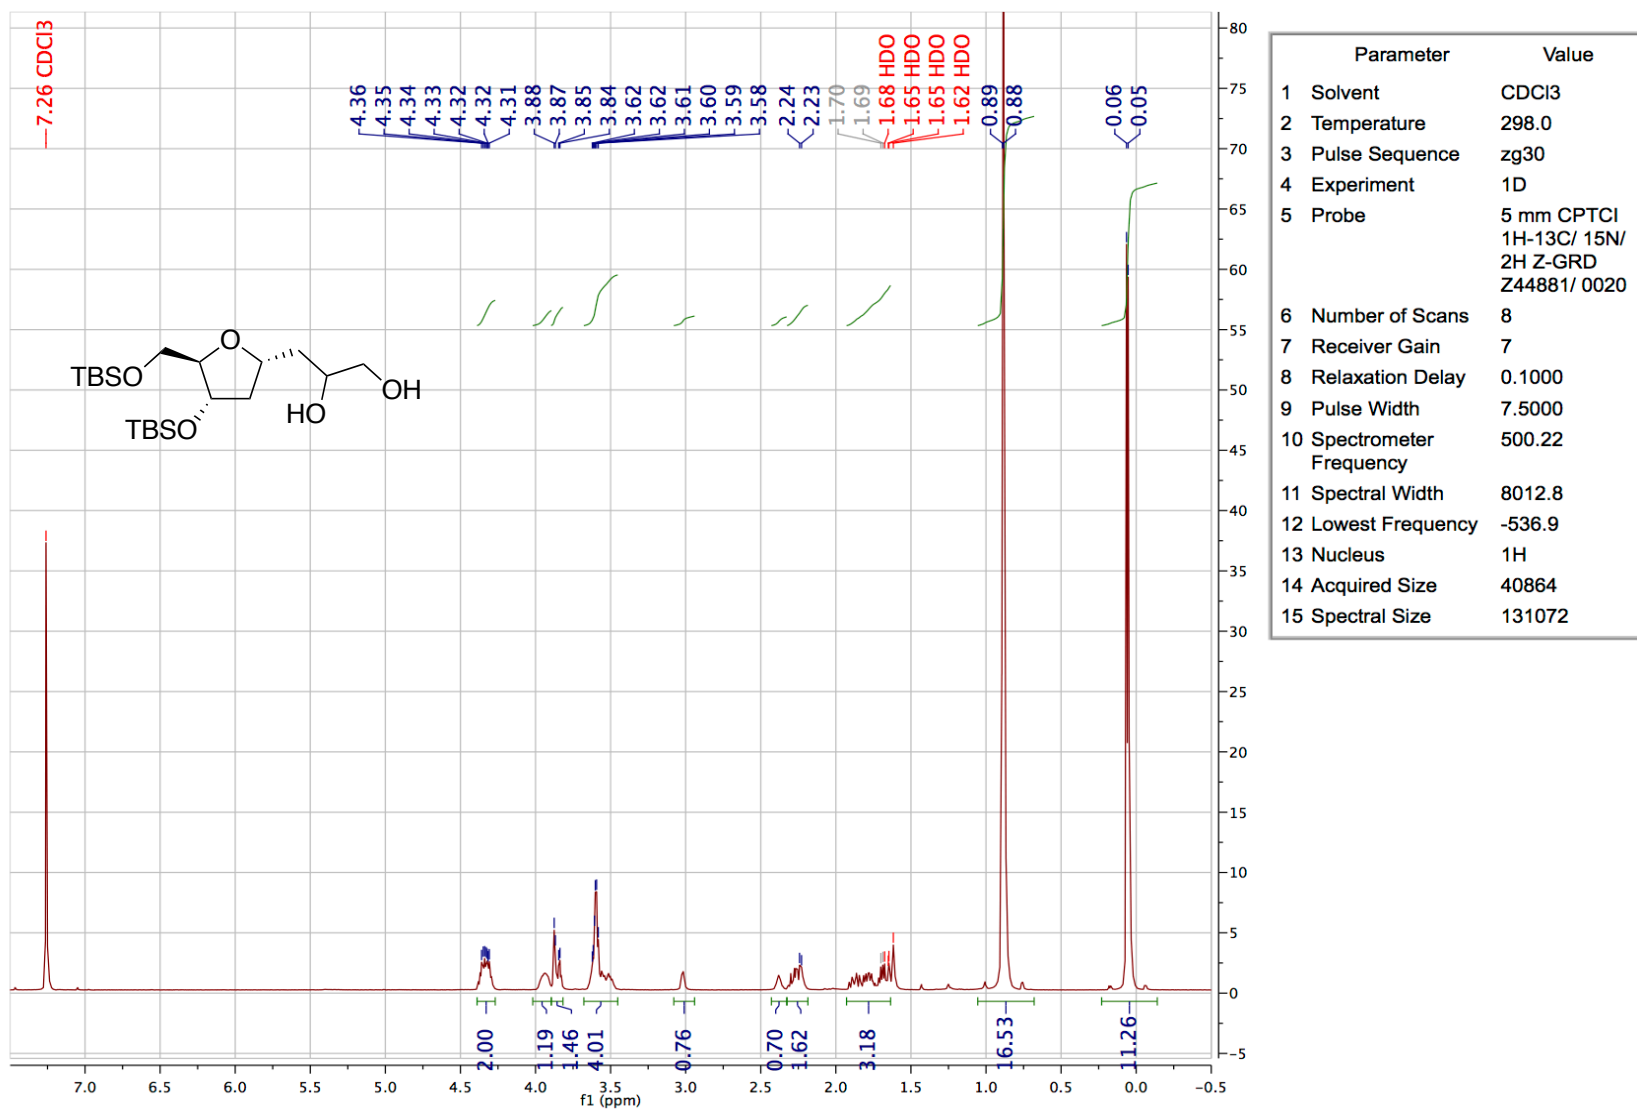 7.26 CDCl3
4.36
4.35
4.34
4.33
4.32
4.32
4.31
3.88
3.87
3.85
3.84
3.62
3.62
3.61
3.60
3.59
3.58
2.24
2.23
1.70
1.69
1.68 HDO
1.65 HDO
1.65 HDO
1.62 HDO
0.89
0.88
0.06
0.05
80
75
70
65
60
55
50
45
40
35
30
25
20
15
10
5
0
-5
O
TBSO
OH
HO
TBSO
2.00
1.19
1.46
4.01
0.76
0.70
1.62
3.18
16.53
11.26
7.0 6.5 6.0 5.5 5.0 4.5 4.0 3.5 3.0 2.5 2.0 1.5 1.0 0.5 0.0 -0.5
f1 (ppm)
Parameter Value
1 Solvent CDCl3
2 Temperature 298.0
3 Pulse Sequence zg30
4 Experiment 1D
5 Probe 5 mm CPTCI
1H-13C/ 15N/
2H Z-GRD
Z44881/ 0020
6 Number of Scans 8
7 Receiver Gain 7
8 Relaxation Delay 0.1000
9 Pulse Width 7.5000
10 Spectrometer 500.22
Frequency
11 Spectral Width 8012.8
12 Lowest Frequency -536.9
13 Nucleus 1H
14 Acquired Size 40864
15 Spectral Size 131072